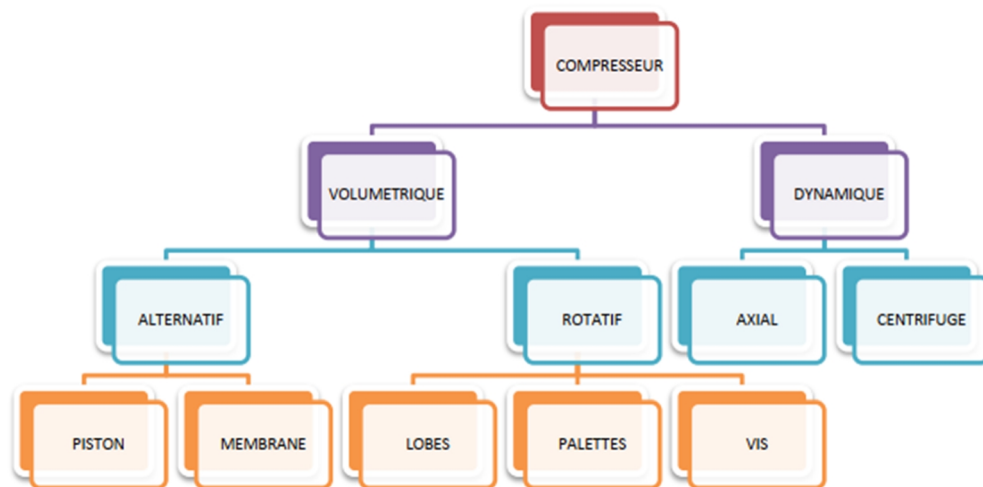 COMPRESSEUR
VOLUMETRIQUE
DYNAMIQUE
ALTERNATIF
ROTATIF
AXIAL
CENTRIFUGE
PISTON
MEMBRANE
LOBES
PALETTES
VIS